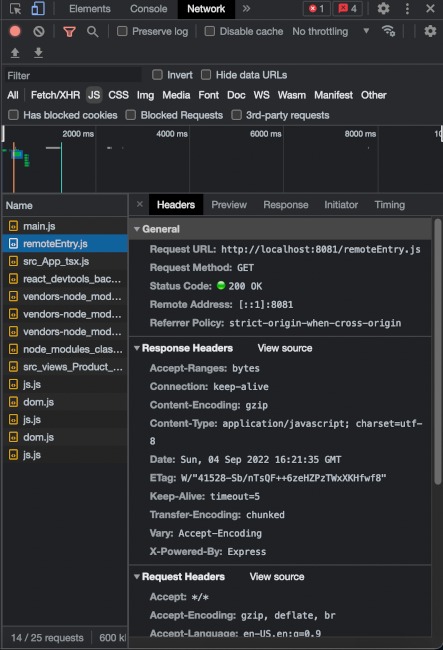 Elements Console Network » 1 4
Preserve log Disable cache No throttling
Filter Invert Hide data URLs
All Fetch/XHR JS CSS Img Media Font Doc WS Wasm Manifest Other
Has blocked cookies Blocked Requests 3rd-party requests
2000 ms 4000 ms 6000 ms 8000 ms 10
Name
main.js
remoteEntry.js
src_App_tsx.js
react_devtools_bac...
vendors-node_mod...
vendors-node_mod...
vendors-node_mod...
node_modules_clas...
src_views_Product_...
js.js
dom.js
js.js
dom.js
js.js
14 / 25 requests 600 k
× Headers Preview Response Initiator Timing
General
Request URL: http://localhost:8081/remoteEntry.js
Request Method: GET
Status Code: 200 OK
Remote Address: [::1]:8081
Referrer Policy: strict-origin-when-cross-origin
Response Headers View source
Accept-Ranges: bytes
Connection: keep-alive
Content-Encoding: gzip
Content-Type: application/javascript; charset=utf-
8
Date: Sun, 04 Sep 2022 16:21:35 GMT
ETag: W/"41528-Sb/nTsQF++6zeHZPzTWxXKHfwf8"
Keep-Alive: timeout=5
Transfer-Encoding: chunked
Vary: Accept-Encoding
X-Powered-By: Express
Request Headers View source
Accept: */*
Accept-Encoding: gzip, deflate, br
Accept-Language: en-US,en;q=0.9